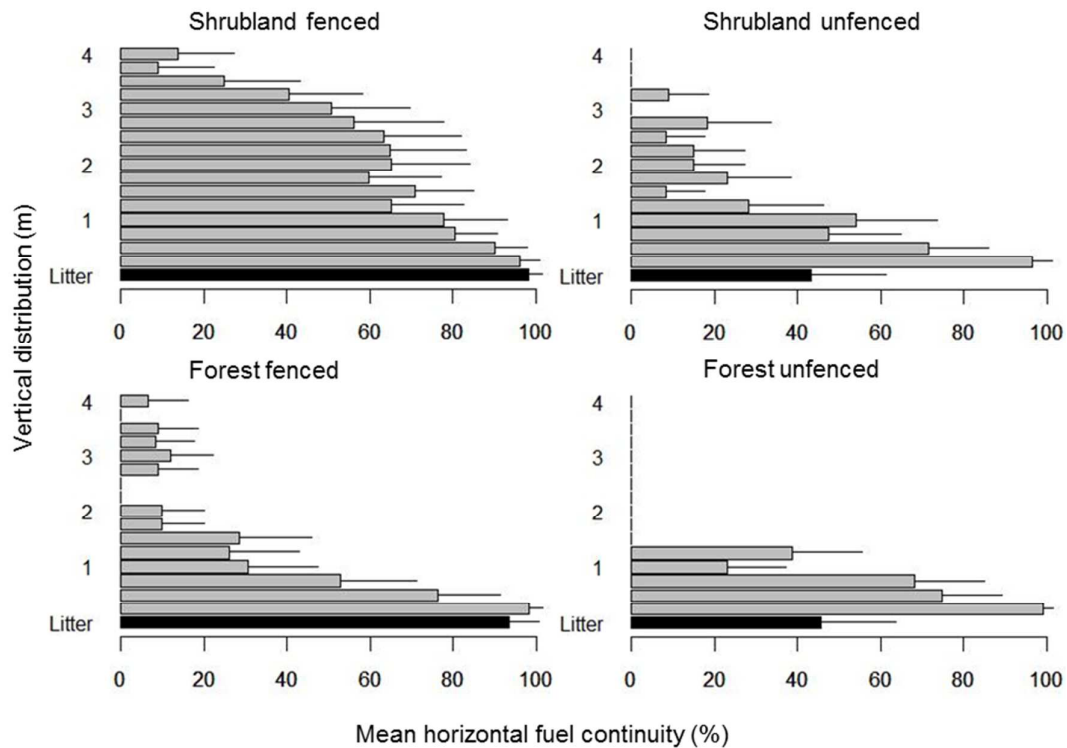 Shrubland fenced
Shrubland unfenced
4
3
2
1
Litter
0 20 40 60 80 100
4
3
2
1
Litter
0 20 40 60 80 100
Forest fenced
Forest unfenced
4
3
2
1
Litter
0 20 40 60 80 100
4
3
2
1
Litter
0 20 40 60 80 100
Vertical distribution (m)
Mean horizontal fuel continuity (%)